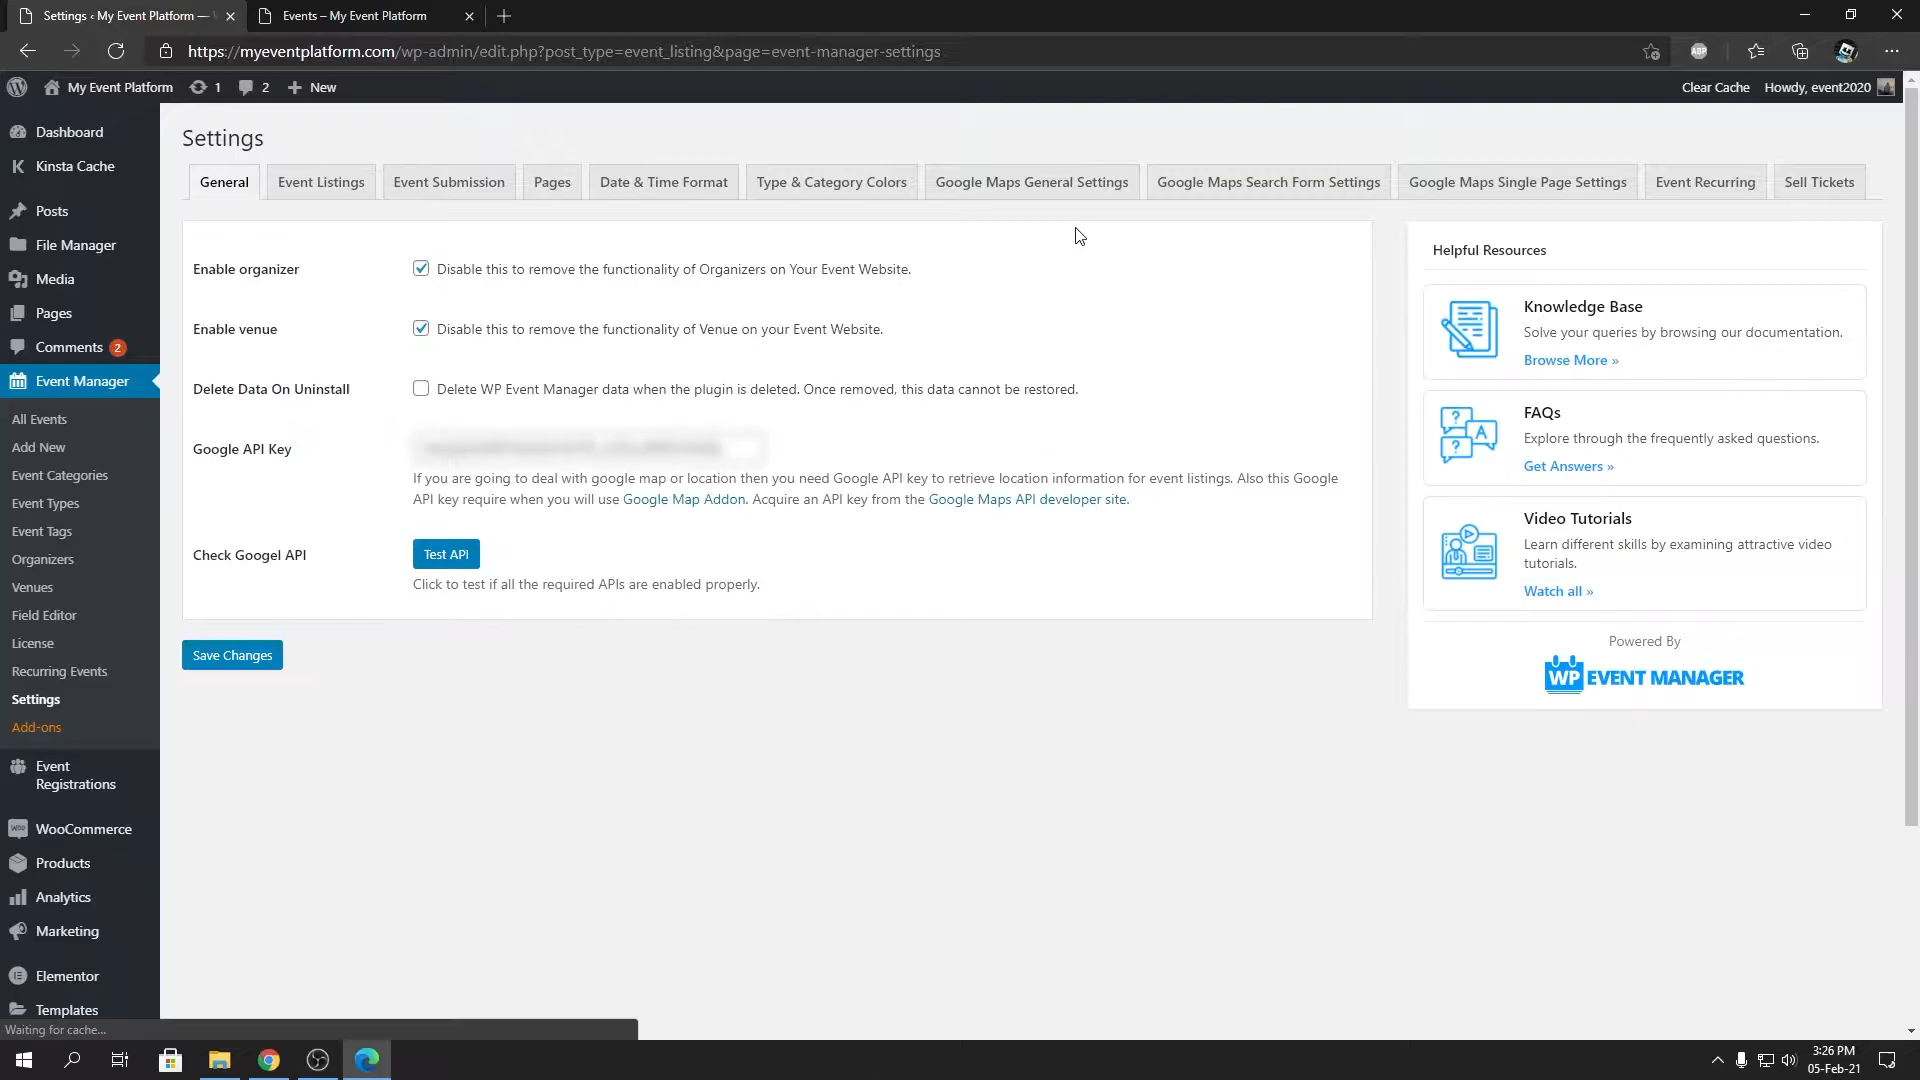 Settings ‹ My Event Platform —
Events – My Event Platform
https://myeventplatform.com/wp-admin/edit.php?post_type=event_listing&page=event-manager-settings
ABP
My Event Platform
1
2
New
Clear Cache
Howdy, event2020
Dashboard
Kinsta Cache
Posts
File Manager
Media
Pages
Comments 2
Event Manager
All Events
Add New
Event Categories
Event Types
Event Tags
Organizers
Venues
Field Editor
License
Recurring Events
Settings
Add-ons
Event
Registrations
WooCommerce
Products
Analytics
Marketing
Elementor
Templates
Waiting for cache...
Settings
General
Event Listings
Event Submission
Pages
Date & Time Format
Type & Category Colors
Google Maps General Settings
Google Maps Search Form Settings
Google Maps Single Page Settings
Event Recurring
Sell Tickets
Enable organizer
Disable this to remove the functionality of Organizers on Your Event Website.
Enable venue
Disable this to remove the functionality of Venue on your Event Website.
Delete Data On Uninstall
Delete WP Event Manager data when the plugin is deleted. Once removed, this data cannot be restored.
Google API Key
If you are going to deal with google map or location then you need Google API key to retrieve location information for event listings. Also this Google
API key require when you will use Google Map Addon. Acquire an API key from the Google Maps API developer site.
Check Googel API
Test API
Click to test if all the required APIs are enabled properly.
Save Changes
Helpful Resources
Knowledge Base
Solve your queries by browsing our documentation.
Browse More »
FAQs
Explore through the frequently asked questions.
Get Answers »
Video Tutorials
Learn different skills by examining attractive video
tutorials.
Watch all »
Powered By
WP EVENT MANAGER
3:26 PM
05-Feb-21